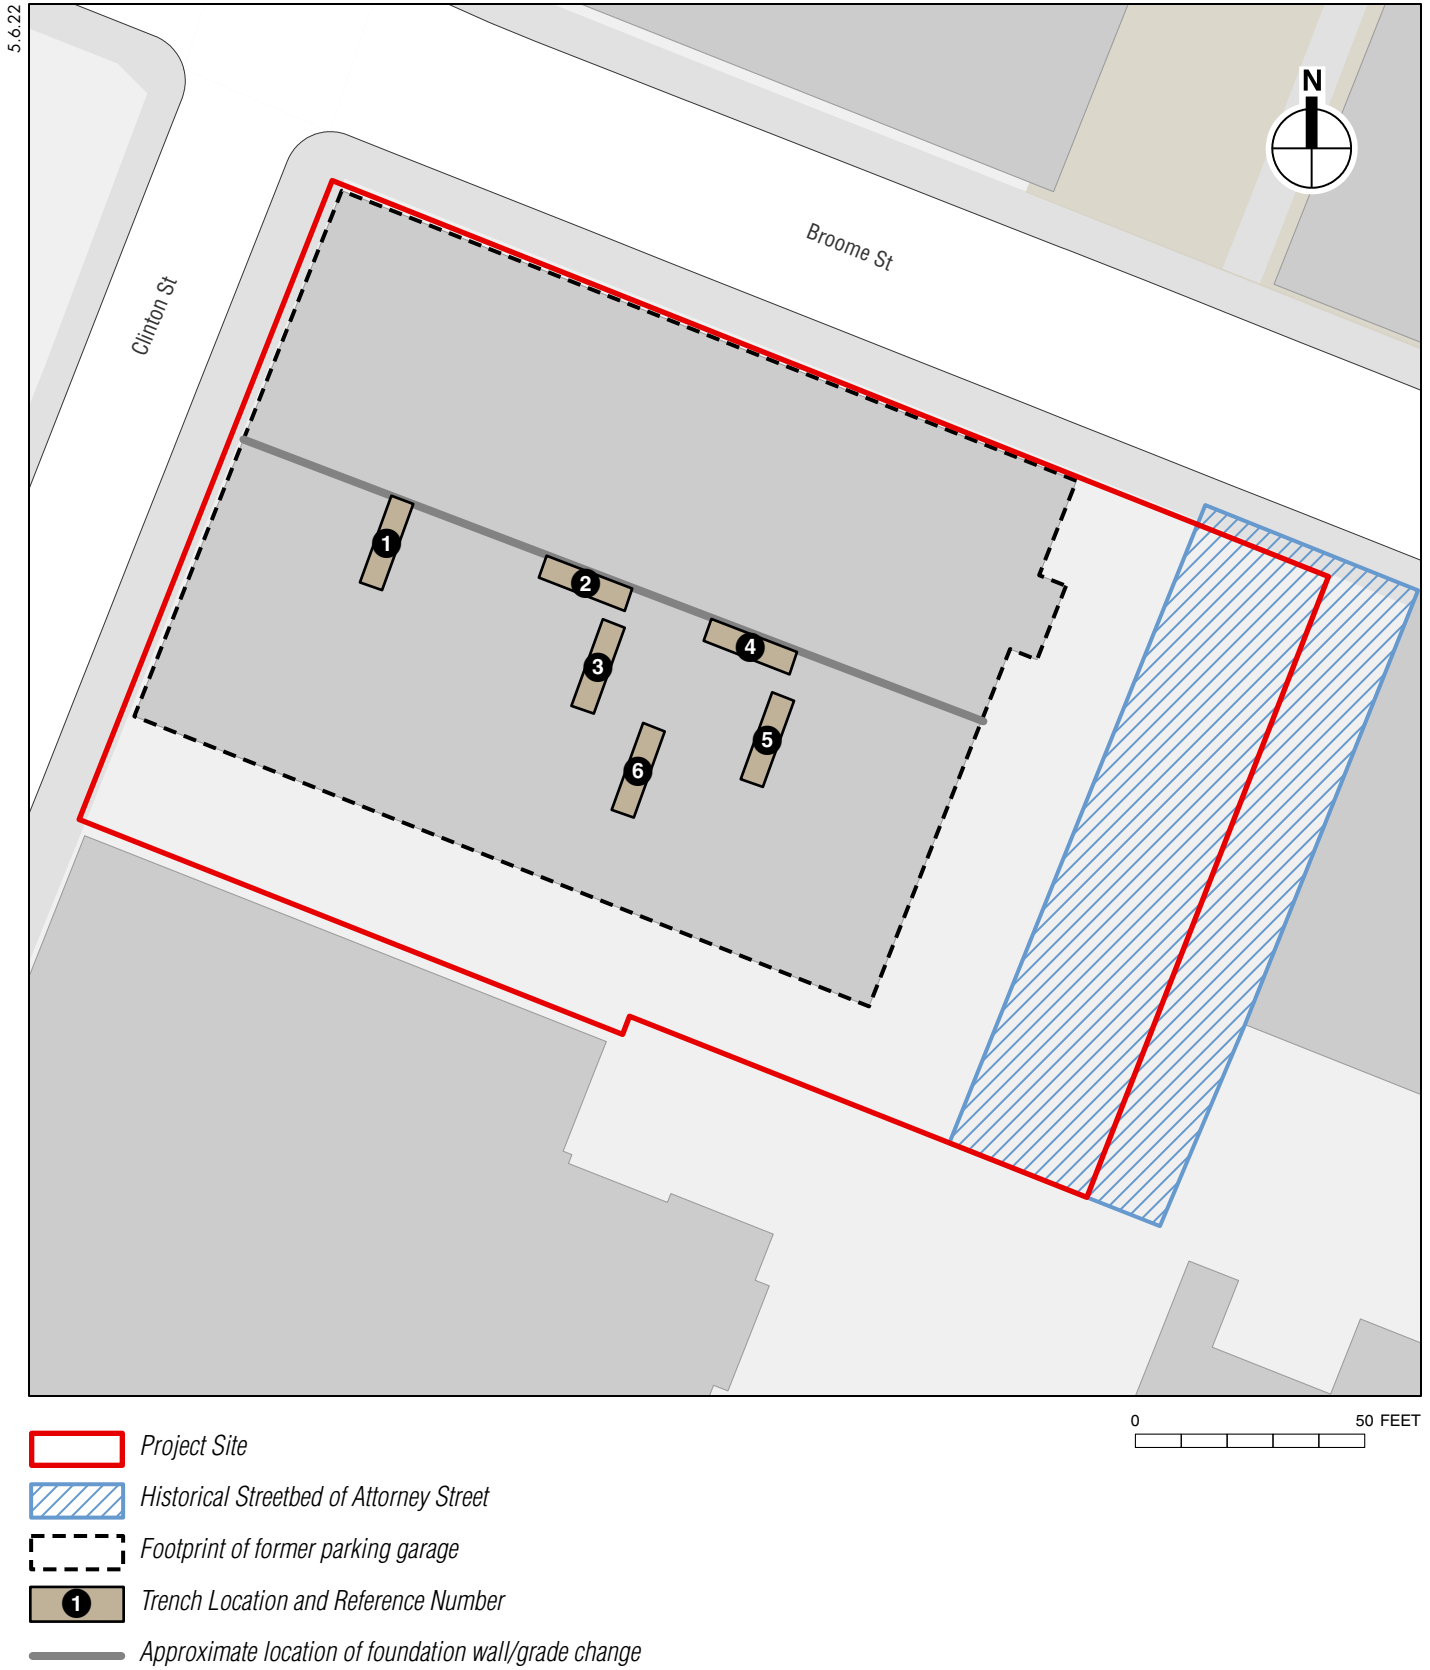 5.6.22
N
Broome St
Clinton St
1
2
3
4
5
6
0 50 FEET
Project Site
Historical Streetbed of Attorney Street
Footprint of former parking garage
1 Trench Location and Reference Number
Approximate location of foundation wall/grade change